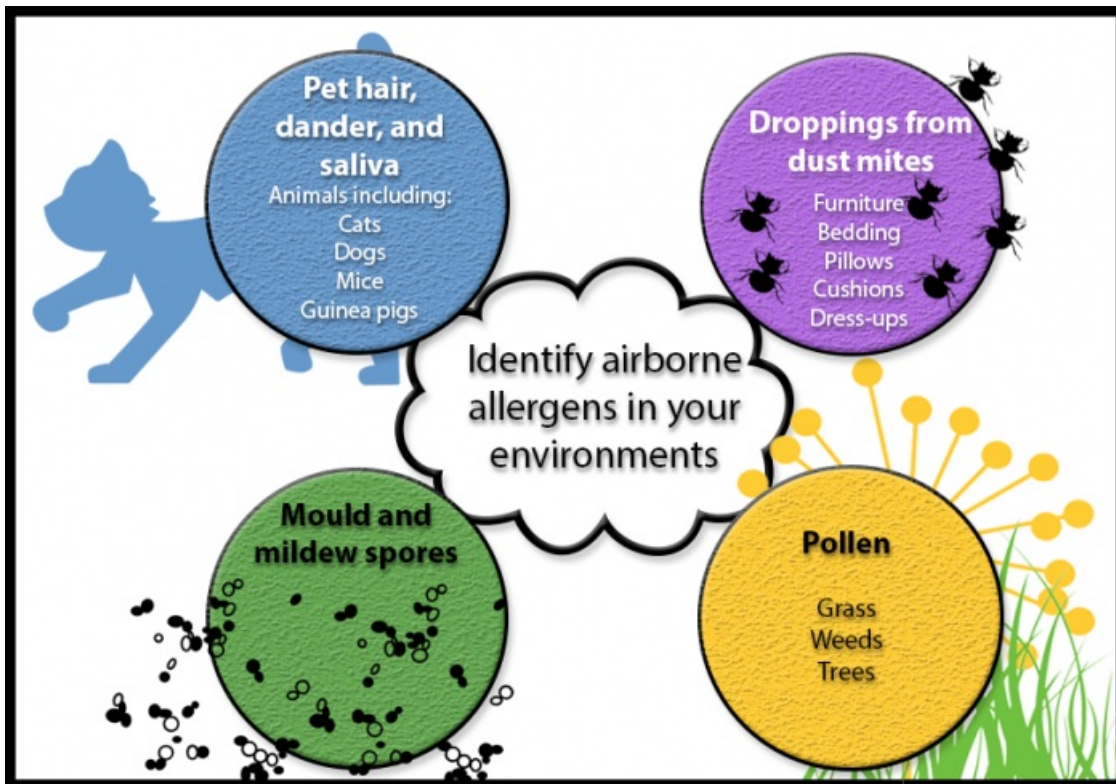 Pet hair,
dander, and
saliva
Animals including:
Cats
Dogs
Mice
Guinea pigs
Droppings from
dust mites
Furniture
Bedding
Pillows
Cushions
Dress-ups
Identify airborne
allergens in your
environments
Mould and
mildew spores
Pollen
Grass
Weeds
Trees